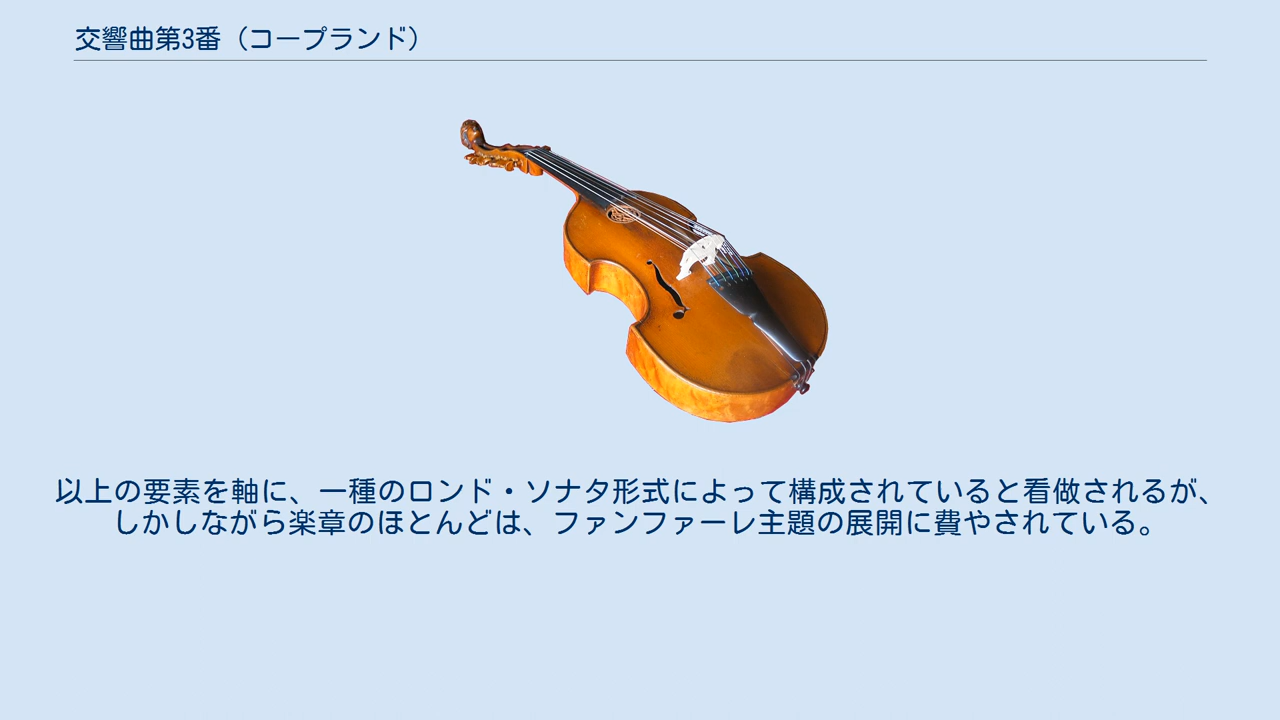 交響曲第3番（コープランド）
以上の要素を軸に、一種のロンド・ソナタ形式によって構成されていると看做されるが、
しかしながら楽章のほとんどは、ファンファーレ主題の展開に費やされている。